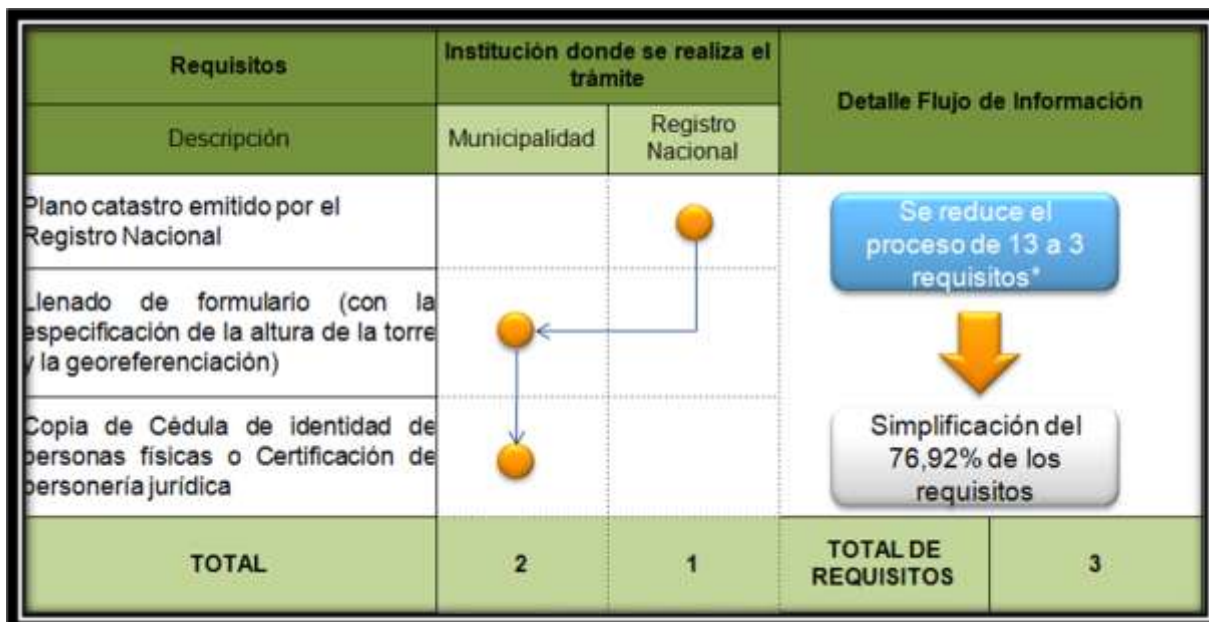 Requisitos
Institución donde se realiza el
trámite
Detalle Flujo de Información
Descripción
Municipalidad
Registro
Nacional
Plano catastro emitido por el
Registro Nacional
Se reduce el
proceso de 13 a 3
requisitos*
Llenado de formulario (con la
especificación de la altura de la torre
y la georeferenciación)
Copia de Cédula de identidad de
personas físicas o Certificación de
personería jurídica
Simplificación del
76,92% de los
requisitos
TOTAL
2
1
TOTAL DE
REQUISITOS
3